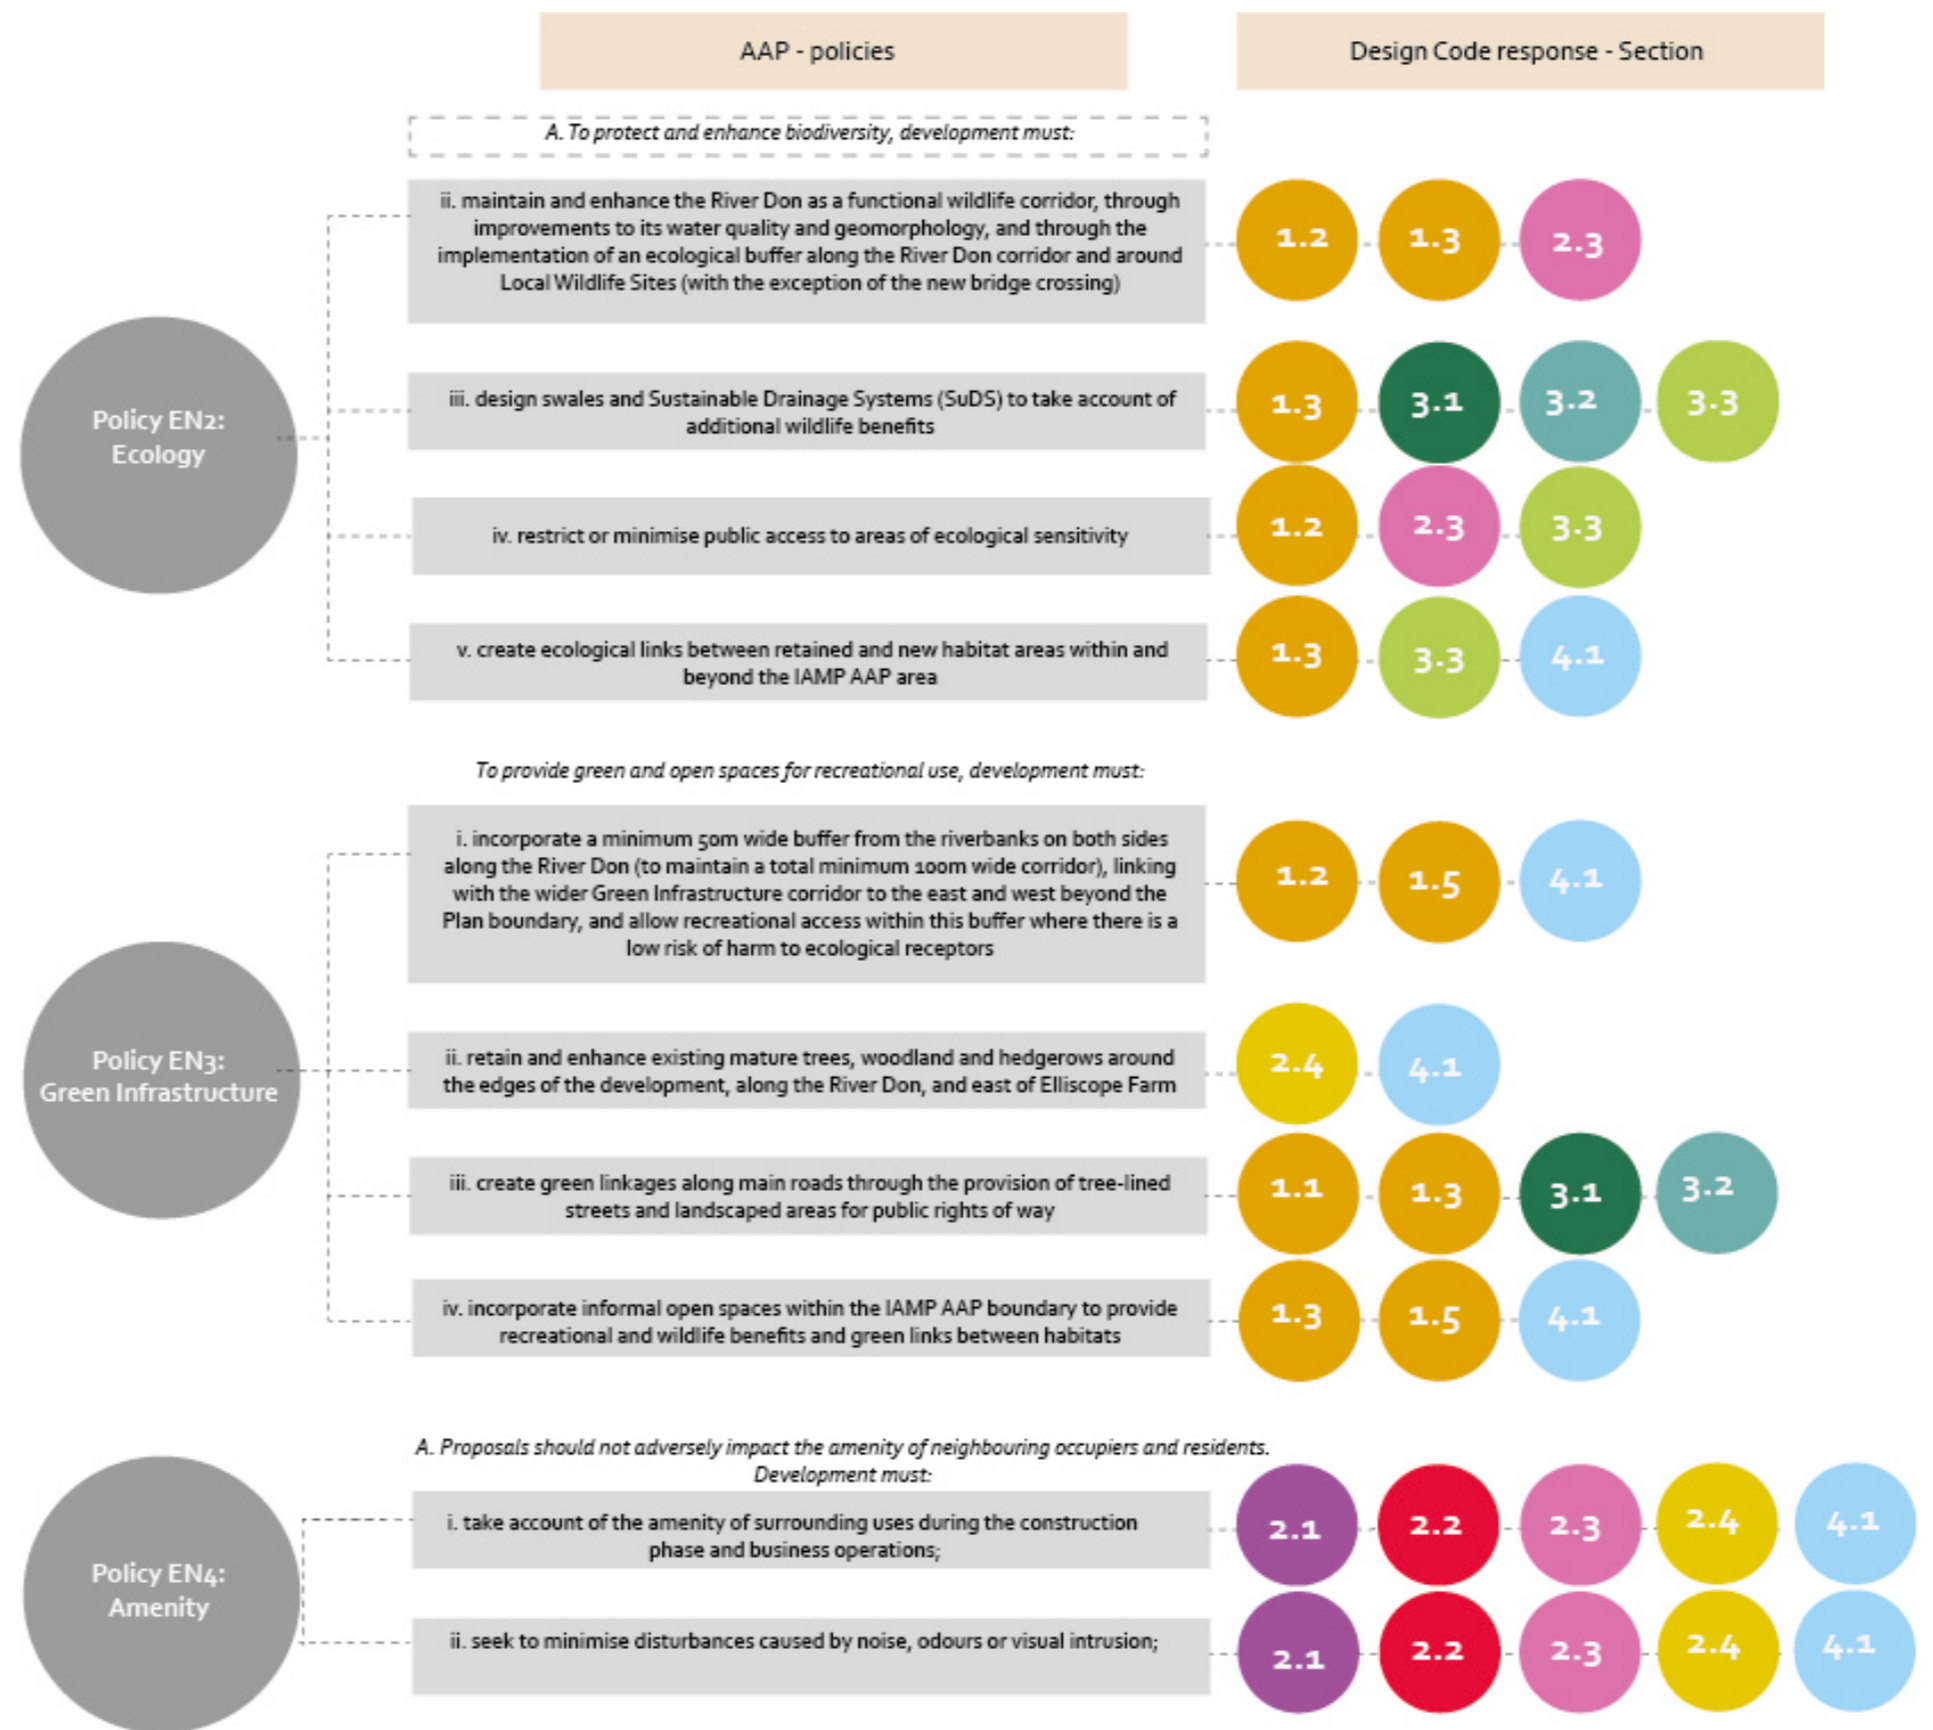 AAP - policies
Design Code response - Section
A. To protect and enhance biodiversity, development must:
Policy EN2:
Ecology
ii. maintain and enhance the River Don as a functional wildlife corridor, through
improvements to its water quality and geomorphology, and through the
implementation of an ecological buffer along the River Don corridor and around
Local Wildlife Sites (with the exception of the new bridge crossing)
1.2 1.3 2.3
iii. design swales and Sustainable Drainage Systems (SuDS) to take account of
additional wildlife benefits
1.3 3.1 3.2 3.3
iv. restrict or minimise public access to areas of ecological sensitivity
1.2 2.3 3.3
v. create ecological links between retained and new habitat areas within and
beyond the IAMP AAP area
1.3 3.3 4.1
To provide green and open spaces for recreational use, development must:
Policy EN3:
Green Infrastructure
i. incorporate a minimum 50m wide buffer from the riverbanks on both sides
along the River Don (to maintain a total minimum 100m wide corridor), linking
with the wider Green Infrastructure corridor to the east and west beyond the
Plan boundary, and allow recreational access within this buffer where there is a
low risk of harm to ecological receptors
1.2 1.5 4.1
ii. retain and enhance existing mature trees, woodland and hedgerows around
the edges of the development, along the River Don, and east of Elliscope Farm
2.4 4.1
iii. create green linkages along main roads through the provision of tree-lined
streets and landscaped areas for public rights of way
1.1 1.3 3.1 3.2
iv. incorporate informal open spaces within the IAMP AAP boundary to provide
recreational and wildlife benefits and green links between habitats
1.3 1.5 4.1
A. Proposals should not adversely impact the amenity of neighbouring occupiers and residents.
Development must:
Policy EN4:
Amenity
i. take account of the amenity of surrounding uses during the construction
phase and business operations;
2.1 2.2 2.3 2.4 4.1
ii. seek to minimise disturbances caused by noise, odours or visual intrusion;
2.1 2.2 2.3 2.4 4.1